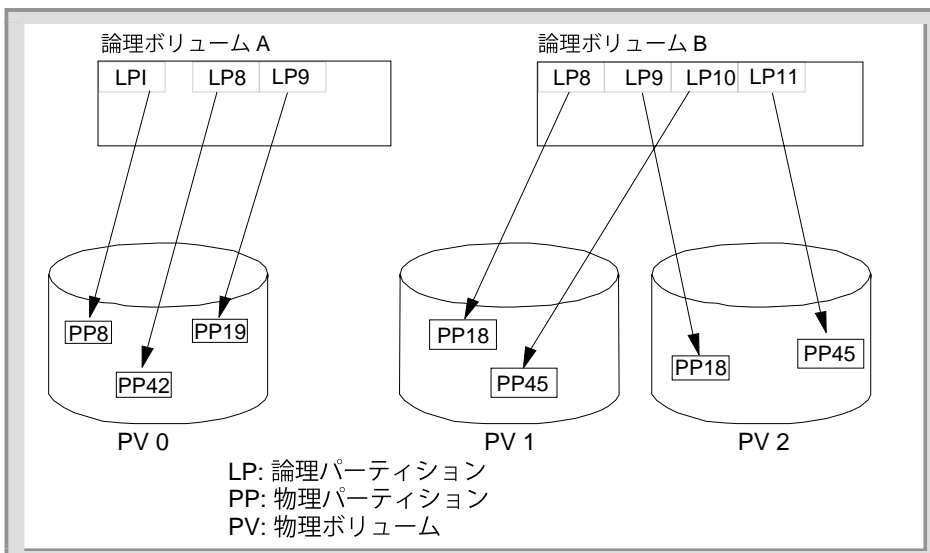 論理ボリューム A
論理ボリューム B
LPI LP8 LP9
LP8 LP9 LP10 LP11
PP8
PP42
PP19
PP18
PP45
PP18
PP45
PV 0
PV 1
PV 2
LP: 論理パーティション
PP: 物理パーティション
PV: 物理ボリューム